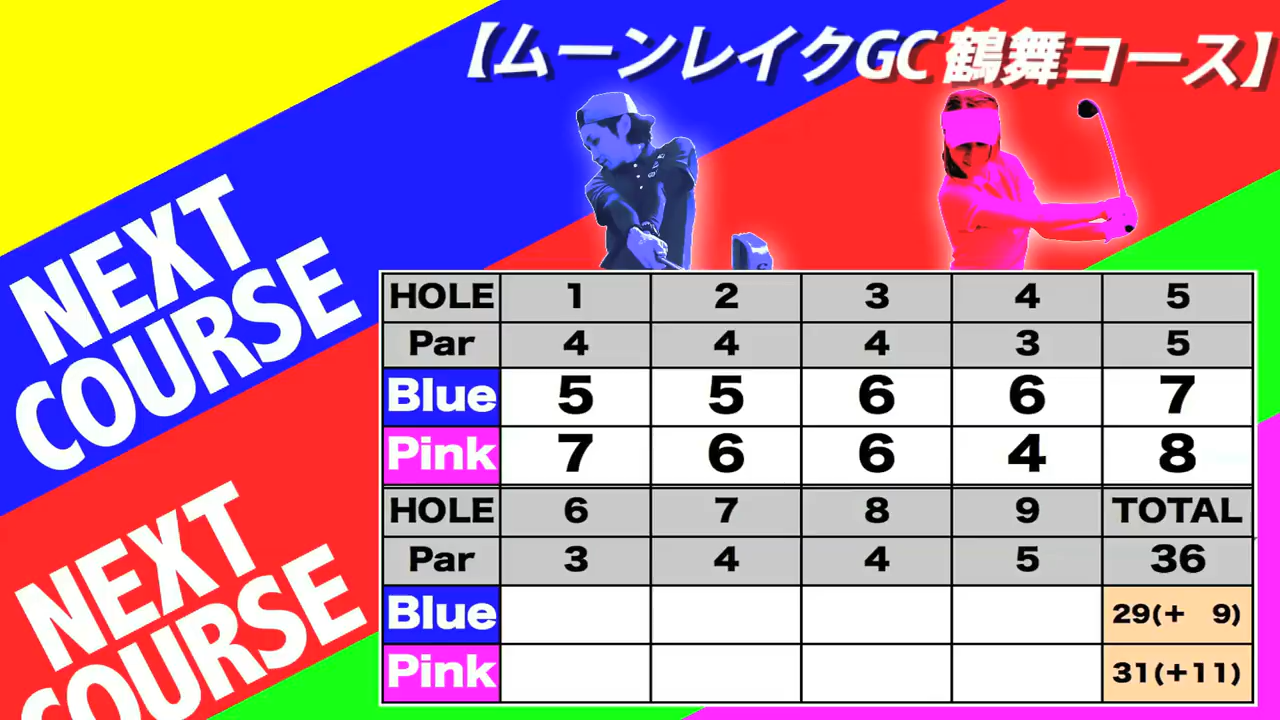 【ムーンレイクGC 鶴舞コース】
NEXT
COURSE
NEXT
COURSE
HOLE 1 2 3 4 5
Par 4 4 4 3 5
Blue 5 5 6 6 7
Pink 7 6 6 4 8
HOLE 6 7 8 9 TOTAL
Par 3 4 4 5 36
Blue 29(+ 9)
Pink 31(+11)